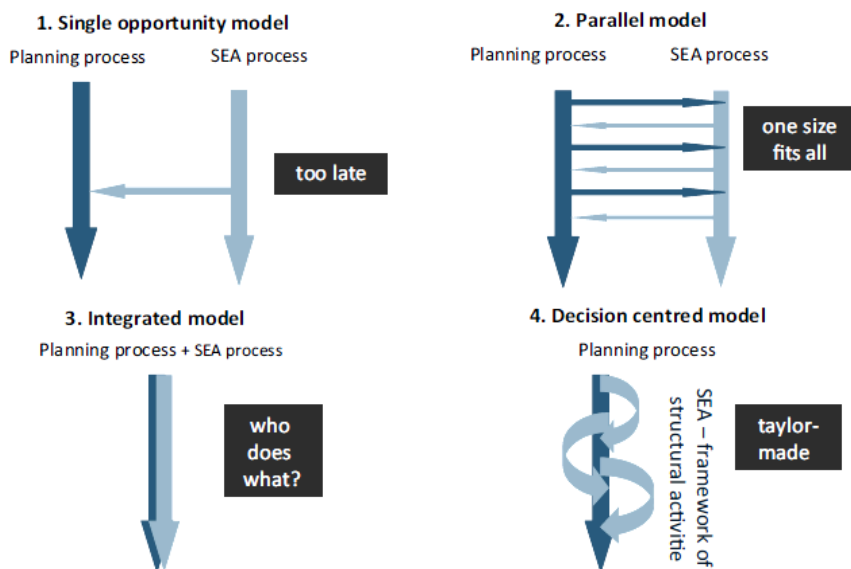 1. Single opportunity model
Planning process
SEA process
too late
2. Parallel model
Planning process
SEA process
one size
fits all
3. Integrated model
Planning process + SEA process
who
does
what?
4. Decision centred model
Planning process
SEA – framework of
structural activitie
taylor-
made